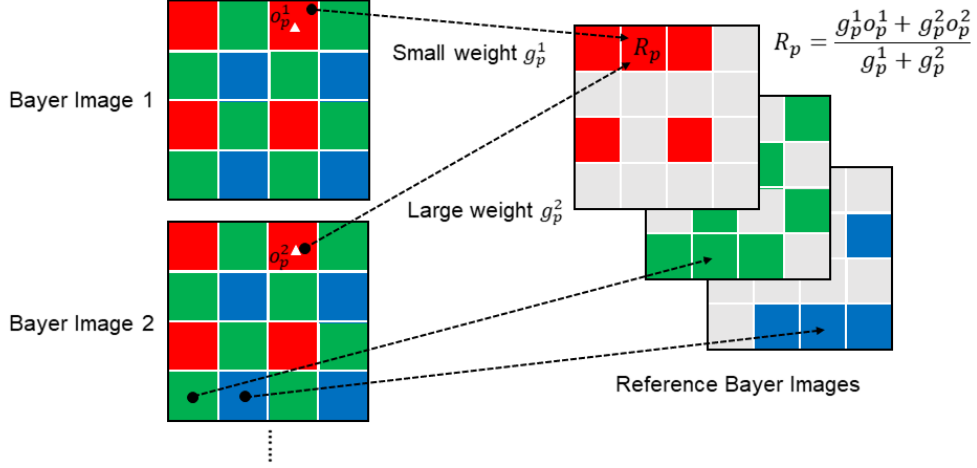 o_p^1
Small weight g_p^1
R_p
R_p = \frac{g_p^1 o_p^1 + g_p^2 o_p^2}{g_p^1 + g_p^2}
Bayer Image 1
Large weight g_p^2
o_p^2
Bayer Image 2
Reference Bayer Images